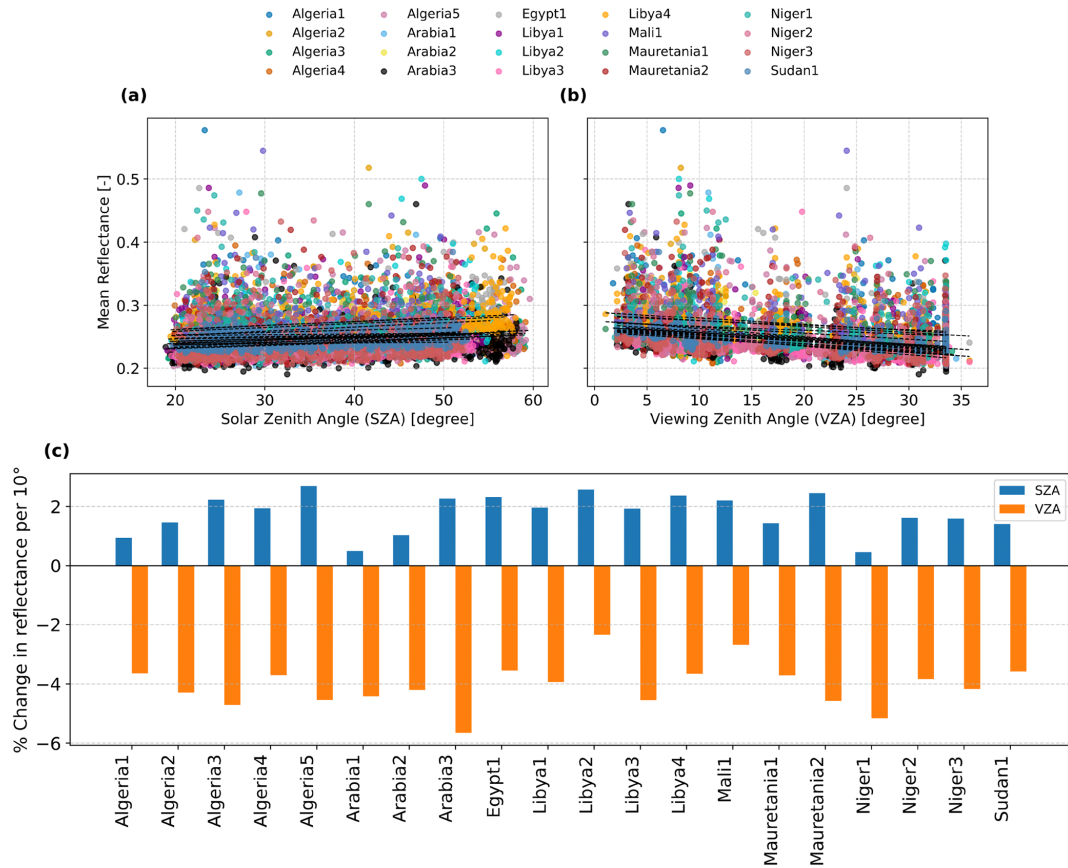 Algeria1 Algeria5 Egypt1 Libya4 Niger1
Algeria2 Arabia1 Libya1 Mali1 Niger2
Algeria3 Arabia2 Libya2 Mauretania1 Niger3
Algeria4 Arabia3 Libya3 Mauretania2 Sudan1
(a)
(b)
Mean Reflectance [-]
0.5
0.4
0.3
0.2
20 30 40 50 60
Solar Zenith Angle (SZA) [degree]
0 5 10 15 20 25 30 35
Viewing Zenith Angle (VZA) [degree]
(c)
% Change in reflectance per 10°
2
0
−2
−4
−6
SZA
VZA
Algeria1
Algeria2
Algeria3
Algeria4
Algeria5
Arabia1
Arabia2
Arabia3
Egypt1
Libya1
Libya2
Libya3
Libya4
Mali1
Mauretania1
Mauretania2
Niger1
Niger2
Niger3
Sudan1